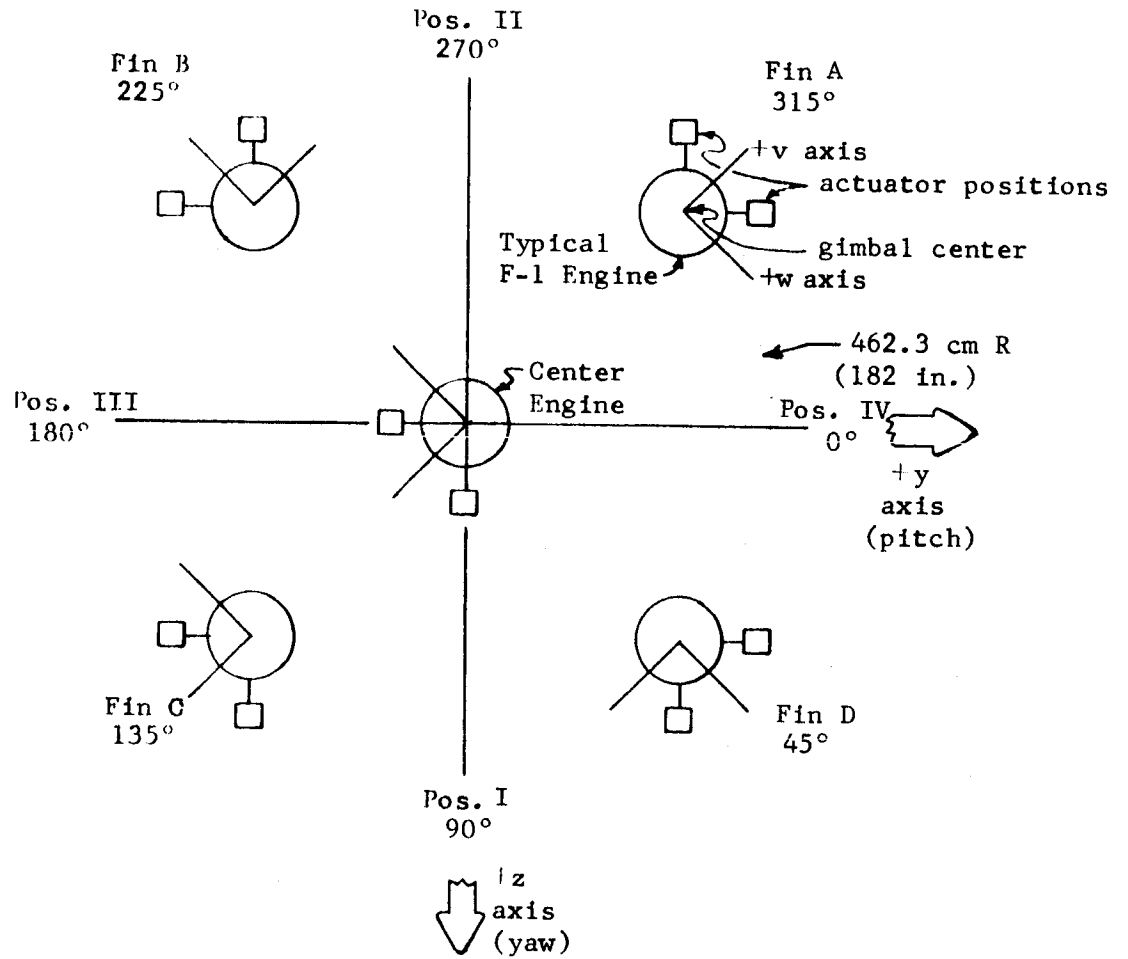 Pos. II
270°
Fin B
225°
Fin A
315°
+v axis
actuator positions
gimbal center
+w axis
Typical
F-1 Engine
462.3 cm R
(182 in.)
Center
Engine
Pos. III
180°
Pos. IV
0°
+y
axis
(pitch)
Fin C
135°
Fin D
45°
Pos. I
90°
+z
axis
(yaw)